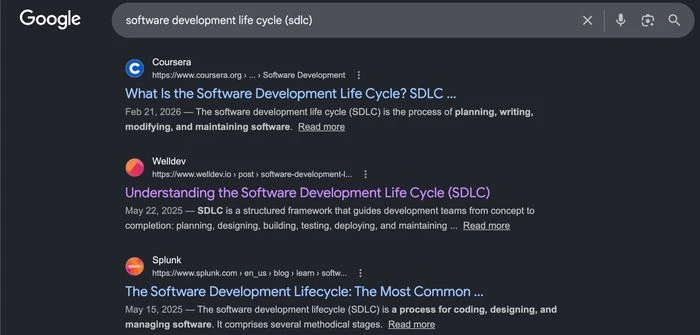 Google
software development life cycle (sdlc)
Coursera
https://www.coursera.org › ... › Software Development
What Is the Software Development Life Cycle? SDLC ...
Feb 21, 2026 — The software development life cycle (SDLC) is the process of planning, writing,
modifying, and maintaining software. Read more
Welldev
https://www.welldev.io › post › software-development-l...
Understanding the Software Development Life Cycle (SDLC)
May 22, 2025 — SDLC is a structured framework that guides development teams from concept to
completion: planning, designing, building, testing, deploying, and maintaining ... Read more
Splunk
https://www.splunk.com › en_us › blog › learn › softw...
The Software Development Lifecycle: The Most Common ...
May 15, 2025 — The software development lifecycle (SDLC) is a process for coding, designing, and
managing software. It comprises several methodical stages. Read more